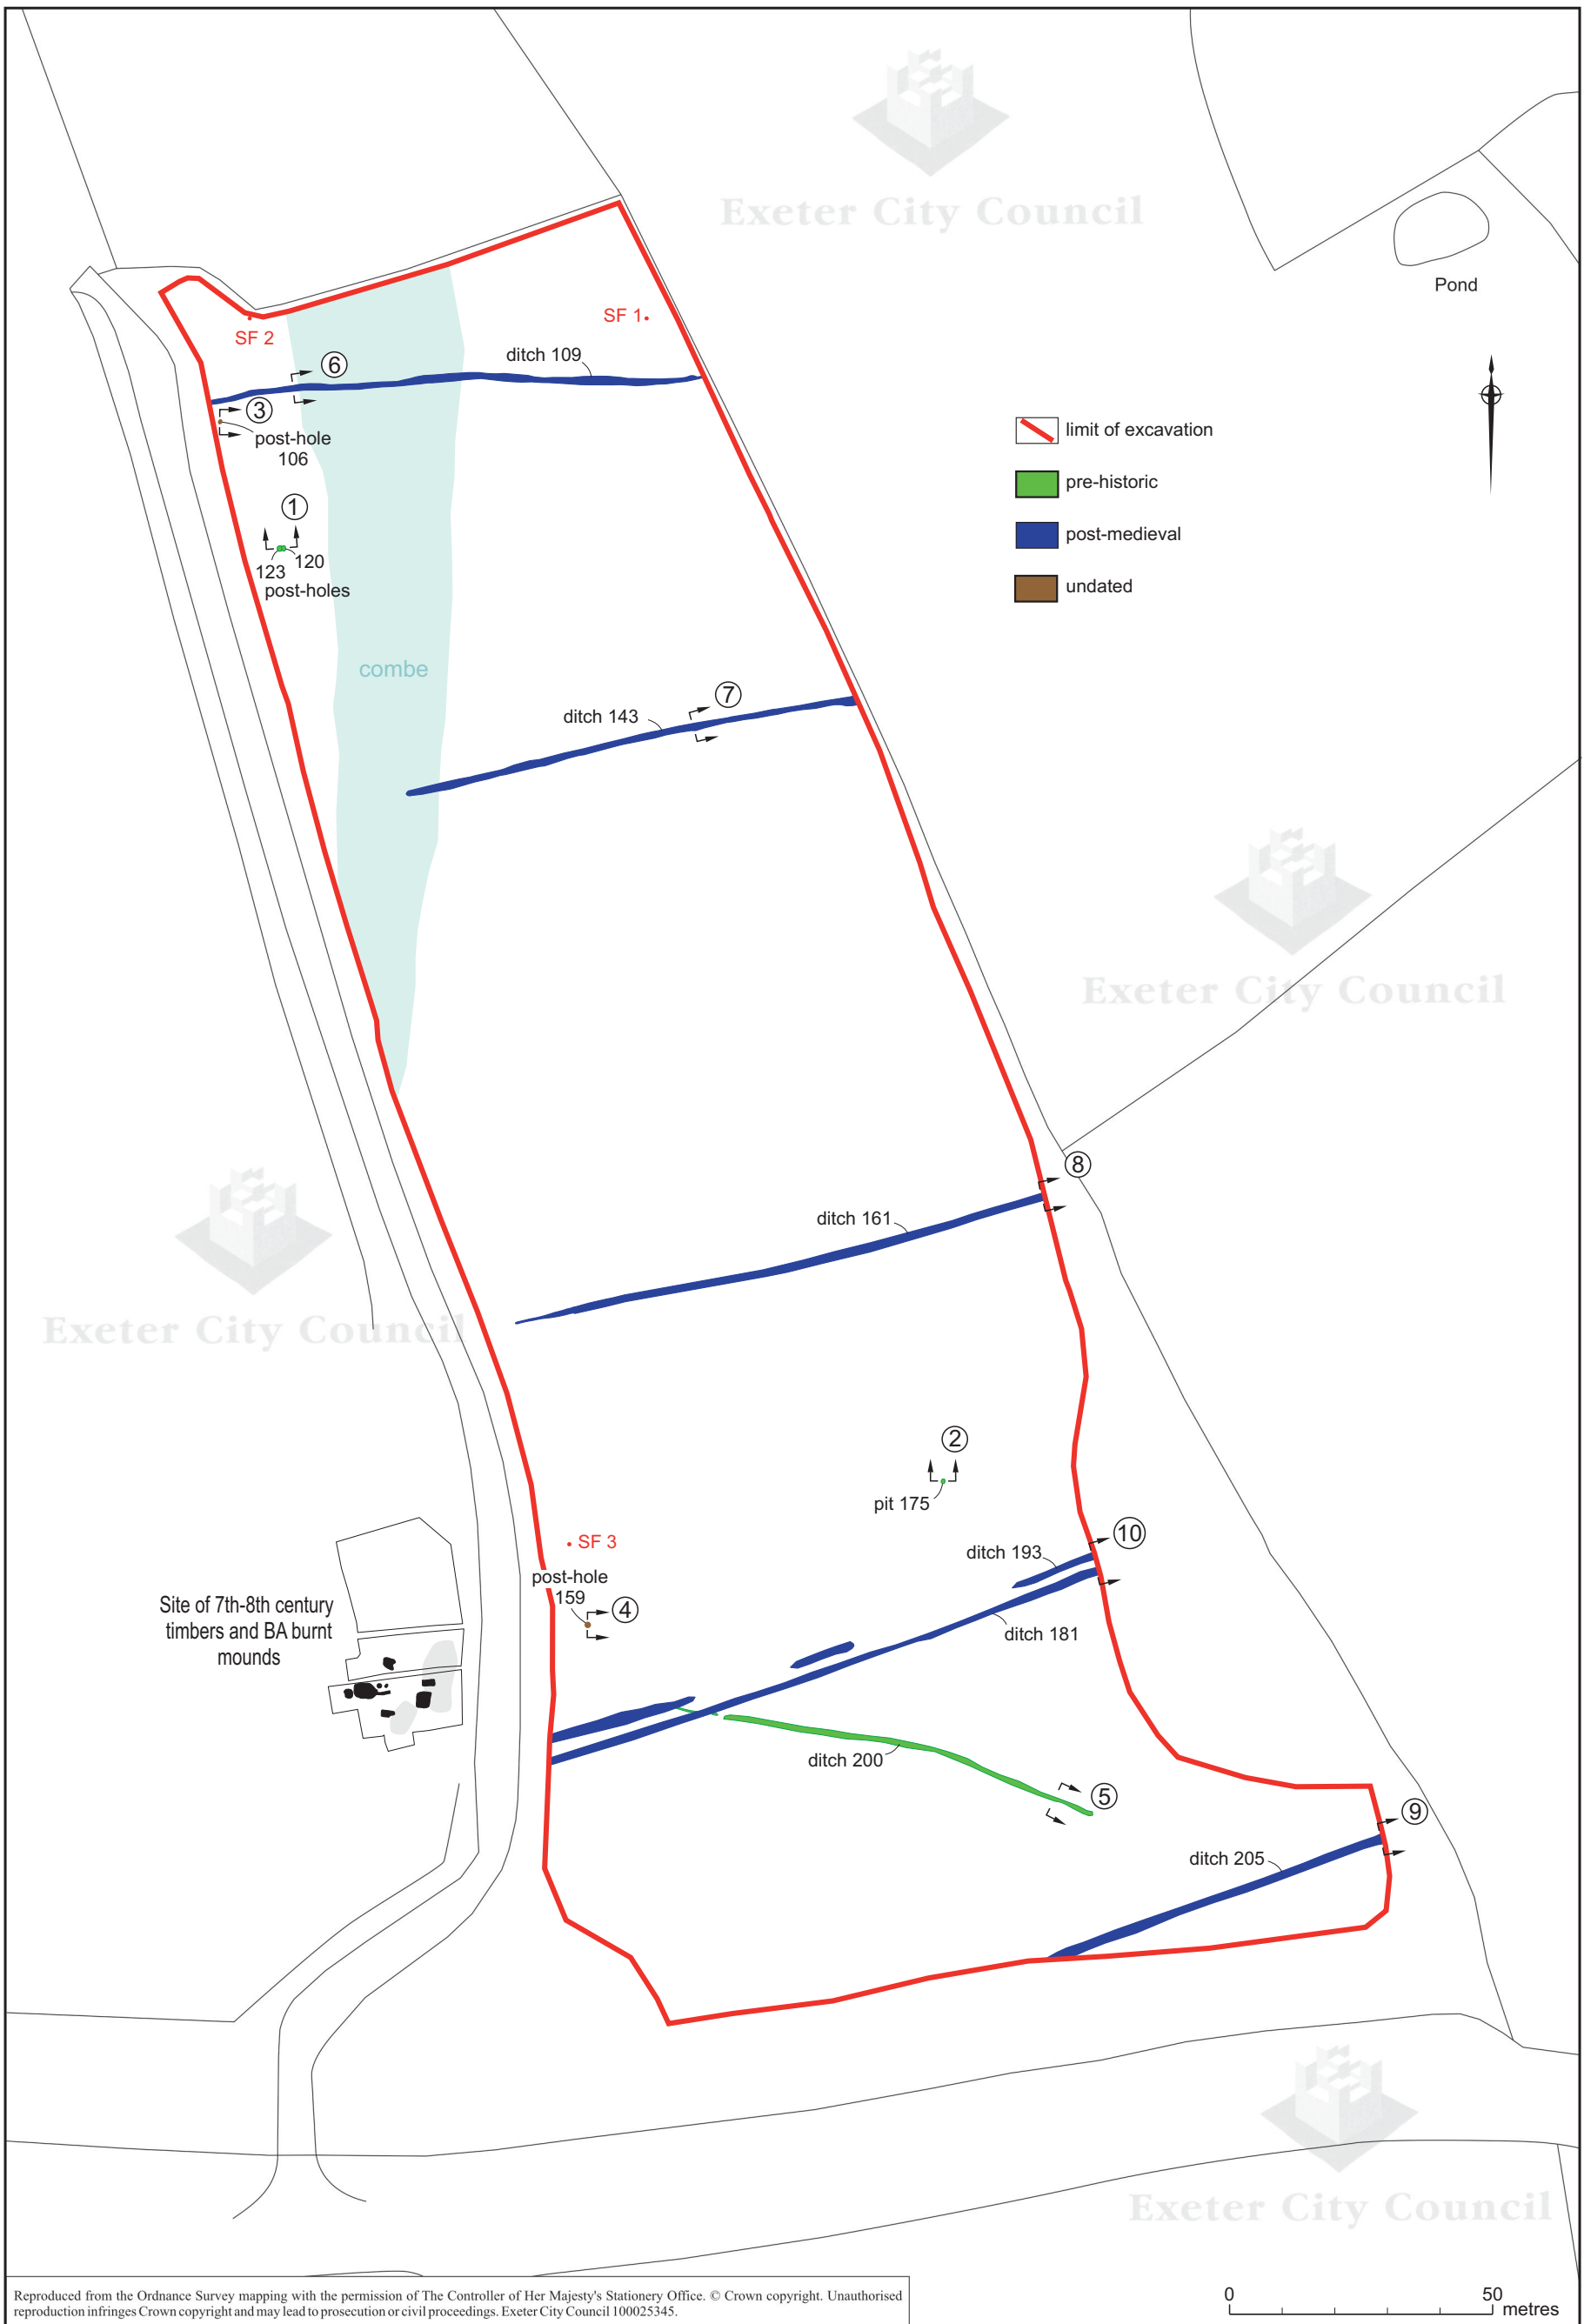 Exeter City Council
Pond
SF 1
SF 2
ditch 109
6
3
post-hole
106
limit of excavation
pre-historic
post-medieval
undated
1
120
123
post-holes
combe
7
ditch 143
Exeter City Council
8
ditch 161
Exeter City Council
2
pit 175
10
ditch 193
SF 3
post-hole
159
4
Site of 7th-8th century
timbers and BA burnt
mounds
ditch 181
ditch 200
5
9
ditch 205
Exeter City Council
Reproduced from the Ordnance Survey mapping with the permission of The Controller of Her Majesty's Stationery Office. © Crown copyright. Unauthorised
reproduction infringes Crown copyright and may lead to prosecution or civil proceedings. Exeter City Council 100025345.
0 50
metres